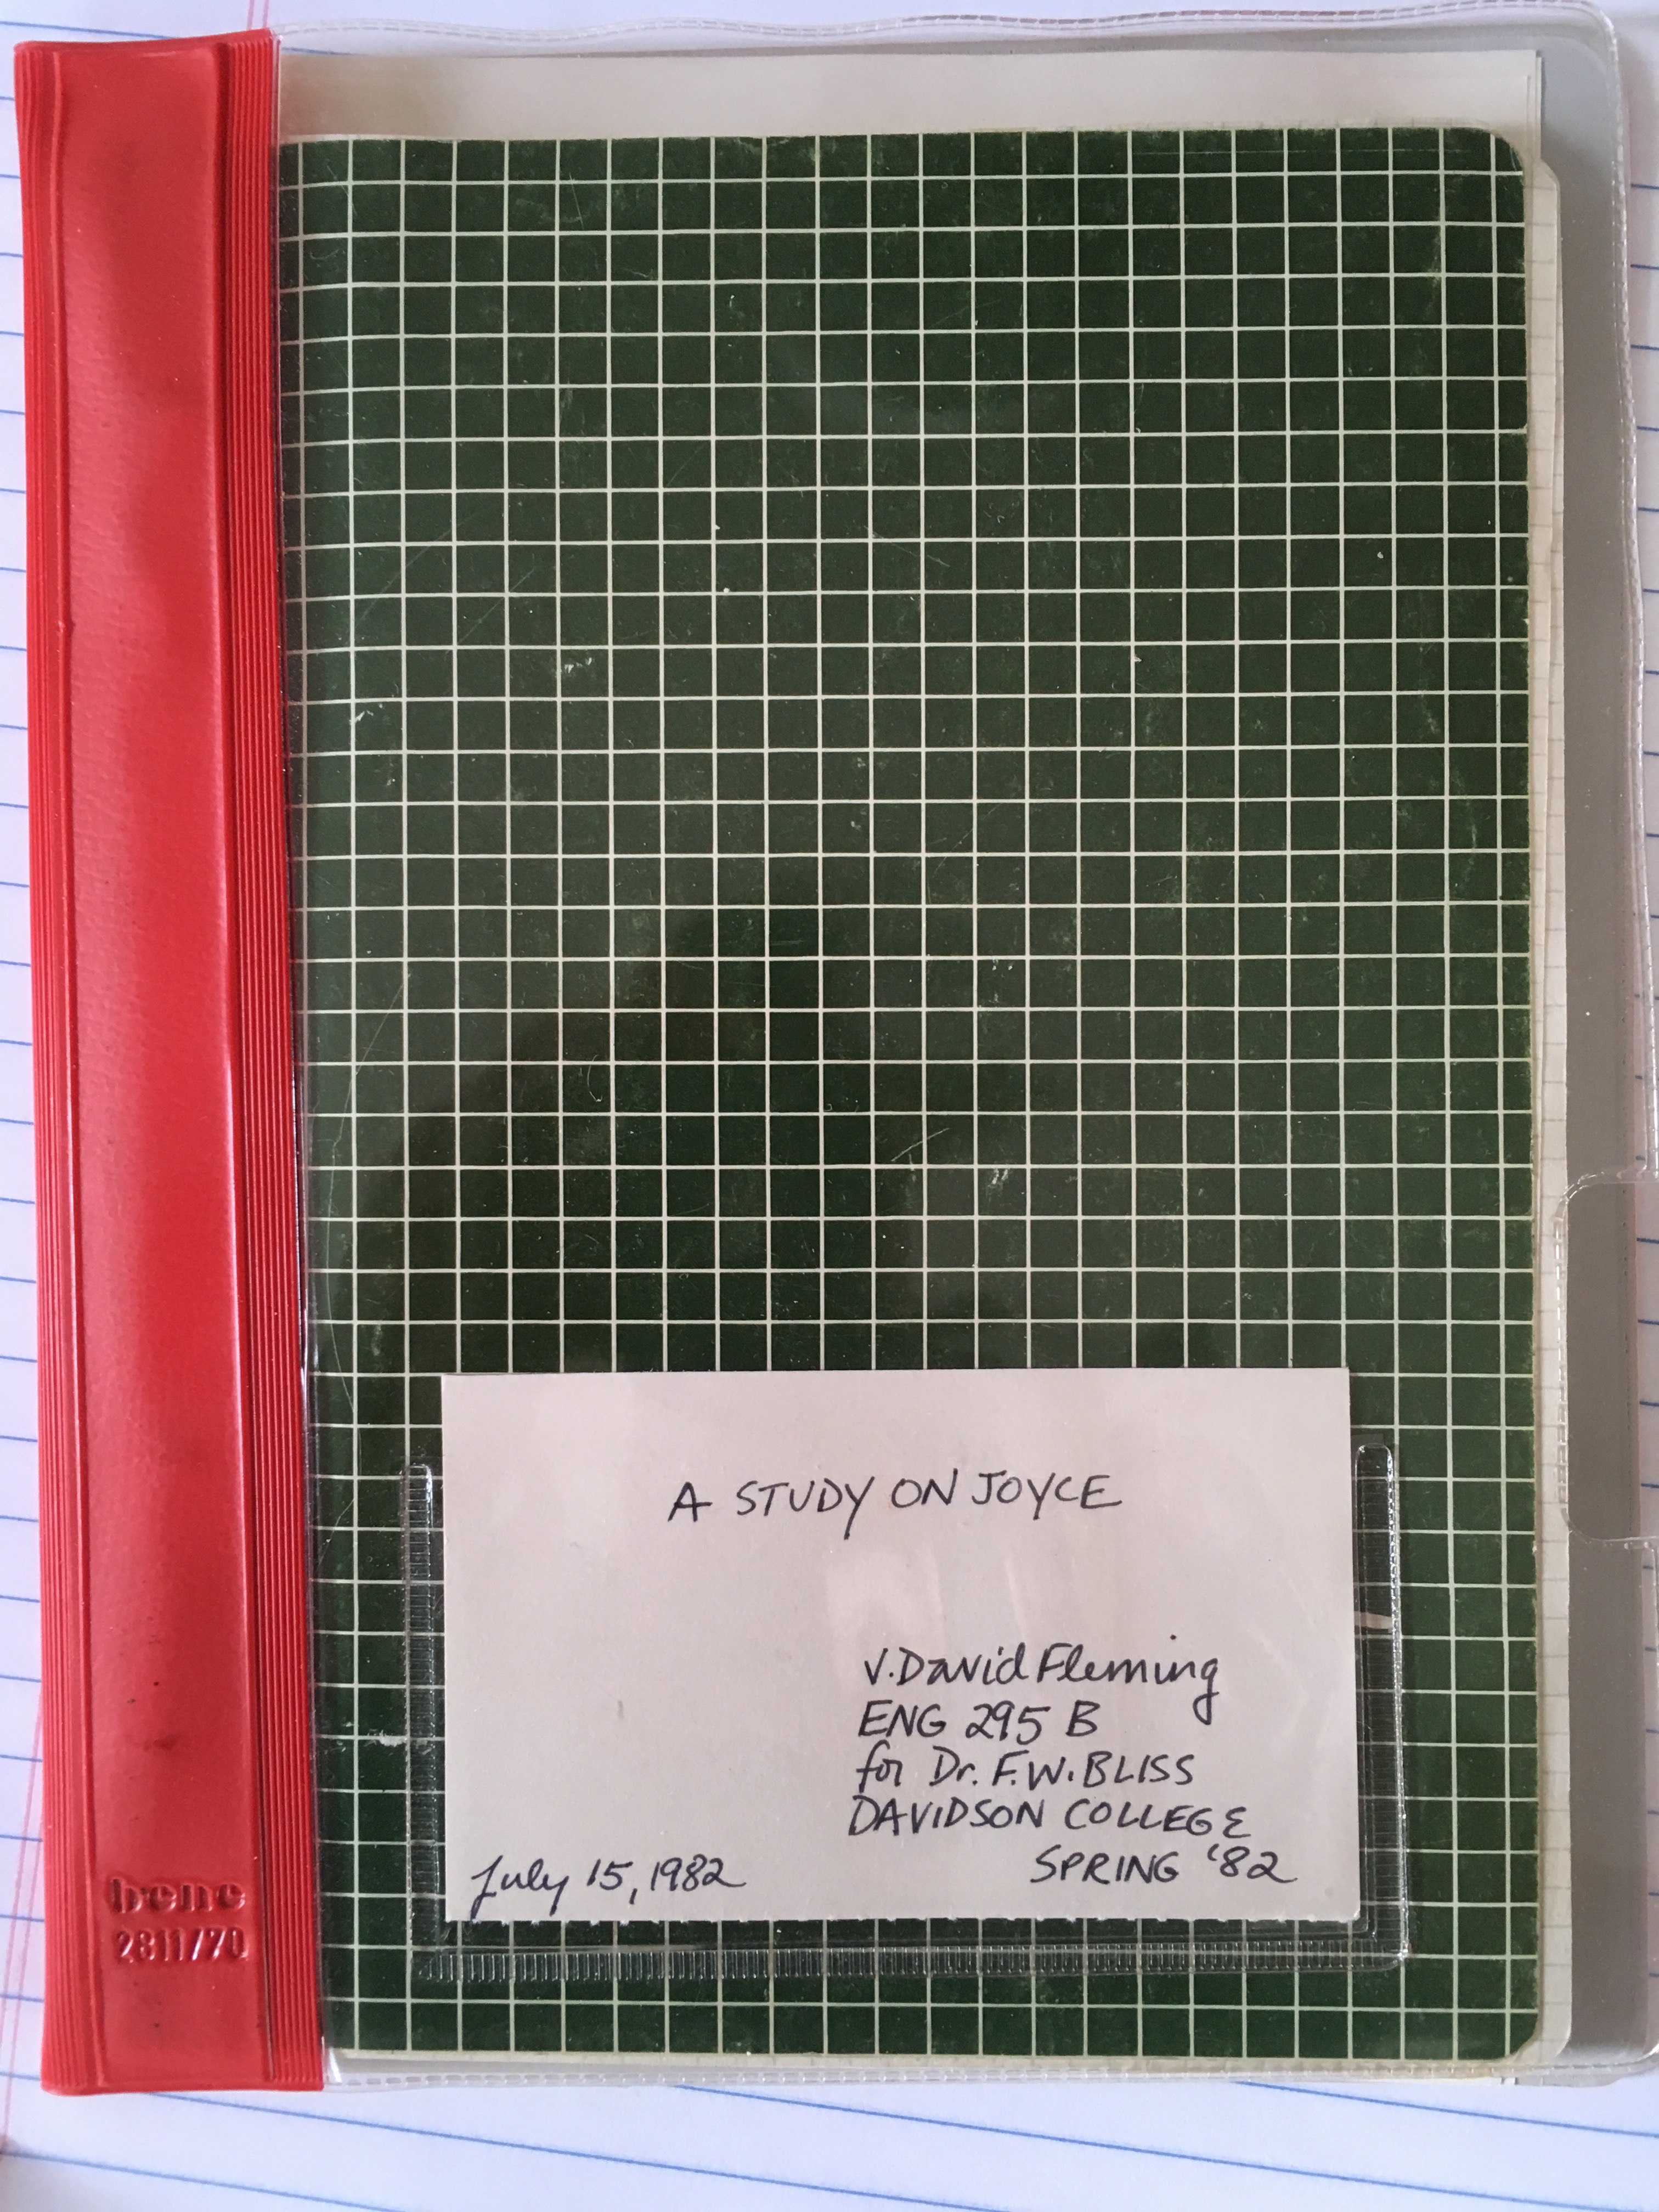 A STUDY ON JOYCE
V. David Fleming
ENG 295 B
for Dr. F.W. BLISS
DAVIDSON COLLEGE
SPRING '82
July 15, 1982
bene
2811/70